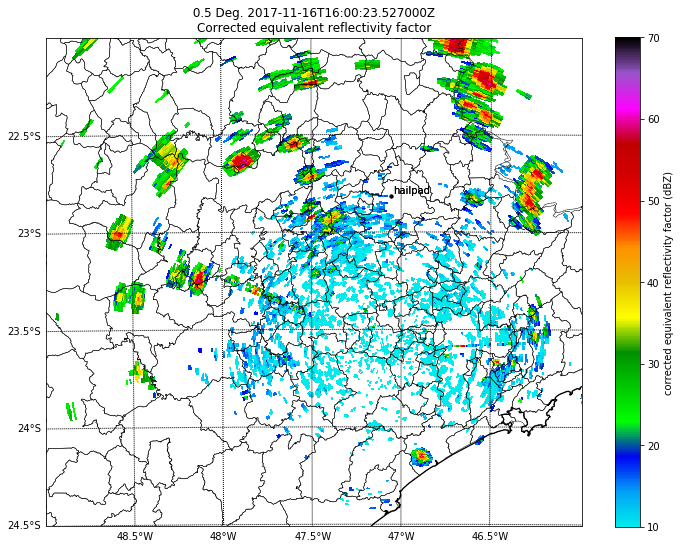 0.5 Deg. 2017-11-16T16:00:23.527000Z
Corrected equivalent reflectivity factor
70
60
50
40
30
20
10
corrected equivalent reflectivity factor (dBZ)
hailpad
22.5°S
23°S
23.5°S
24°S
24.5°S
48.5°W
48°W
47.5°W
47°W
46.5°W